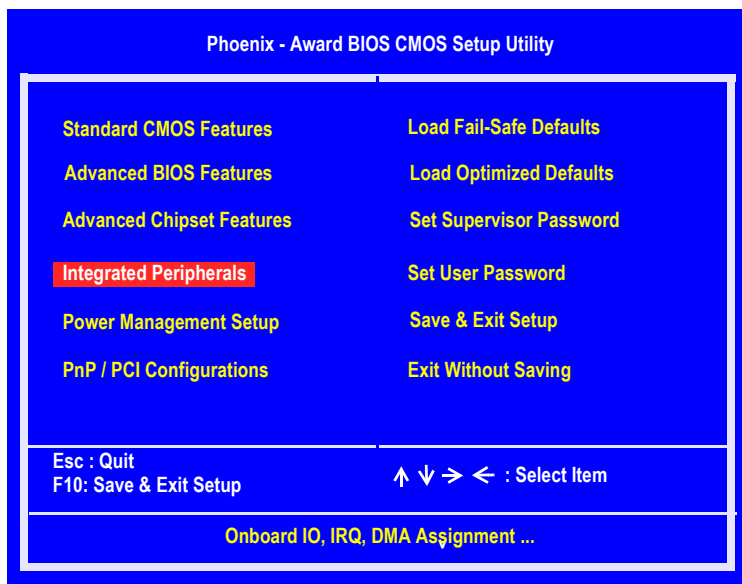 Phoenix - Award BIOS CMOS Setup Utility
Standard CMOS Features
Advanced BIOS Features
Advanced Chipset Features
Integrated Peripherals
Power Management Setup
PnP / PCI Configurations
Load Fail-Safe Defaults
Load Optimized Defaults
Set Supervisor Password
Set User Password
Save & Exit Setup
Exit Without Saving
Esc : Quit
F10: Save & Exit Setup
↑ ↓ → ← : Select Item
Onboard IO, IRQ, DMA Assignment ...